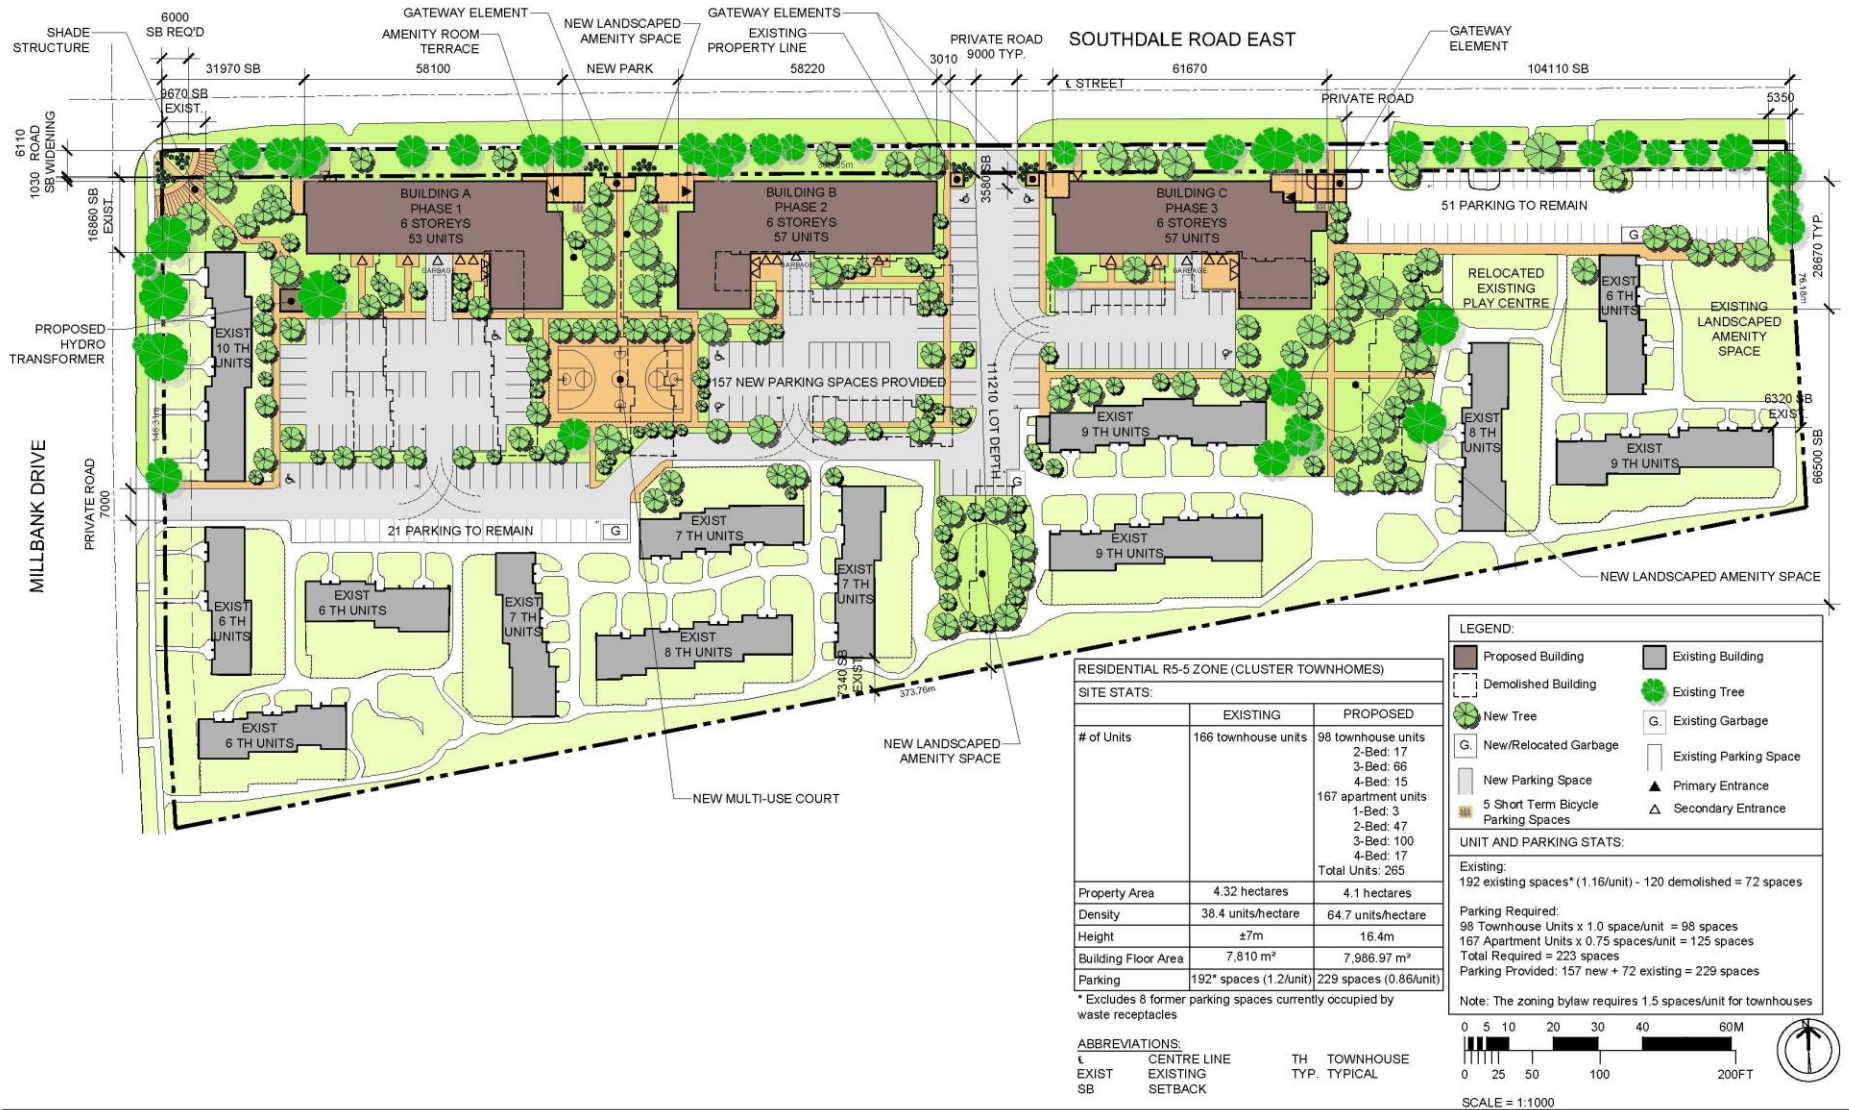 6000
SB REQ'D
SHADE
STRUCTURE
GATEWAY ELEMENT
AMENITY ROOM
TERRACE
NEW LANDSCAPED
AMENITY SPACE
GATEWAY ELEMENTS
EXISTING
PROPERTY LINE
PRIVATE ROAD
9000 TYP.
SOUTHDALE ROAD EAST
GATEWAY
ELEMENT
31970 SB
58100
NEW PARK
58220
3010
61670
104110 SB
℄ STREET
9670 SB
EXIST.
PRIVATE ROAD
5350
6110
ROAD
WIDENING
1030 SB
16860 SB
EXIST.
3580 SB
BUILDING A
PHASE 1
6 STOREYS
53 UNITS
BUILDING B
PHASE 2
6 STOREYS
57 UNITS
BUILDING C
PHASE 3
6 STOREYS
57 UNITS
51 PARKING TO REMAIN
G
28670 TYP.
76.16m
GARBAGE
GARBAGE
GARBAGE
RELOCATED
EXISTING
PLAY CENTRE
EXIST
6 TH
UNITS
EXISTING
LANDSCAPED
AMENITY
SPACE
PROPOSED
HYDRO
TRANSFORMER
EXIST
10 TH
UNITS
157 NEW PARKING SPACES PROVIDED
111210 LOT DEPTH
EXIST
9 TH UNITS
EXIST
8 TH
UNITS
6320 SB
EXIST.
EXIST
9 TH UNITS
66500 SB
146.31m
MILLBANK DRIVE
PRIVATE ROAD
7000
G
21 PARKING TO REMAIN
G
EXIST
7 TH UNITS
EXIST
7 TH
UNITS
EXIST
9 TH UNITS
NEW LANDSCAPED AMENITY SPACE
EXIST
6 TH
UNITS
EXIST
6 TH UNITS
EXIST
7 TH
UNITS
EXIST
8 TH UNITS
7340 SB
EXIST.
373.76m
EXIST
6 TH UNITS
NEW LANDSCAPED
AMENITY SPACE
NEW MULTI-USE COURT
RESIDENTIAL R5-5 ZONE (CLUSTER TOWNHOMES)
SITE STATS:
EXISTING PROPOSED
# of Units 166 townhouse units 98 townhouse units
2-Bed: 17
3-Bed: 66
4-Bed: 15
167 apartment units
1-Bed: 3
2-Bed: 47
3-Bed: 100
4-Bed: 17
Total Units: 265
Property Area 4.32 hectares 4.1 hectares
Density 38.4 units/hectare 64.7 units/hectare
Height ±7m 16.4m
Building Floor Area 7,810 m² 7,986.97 m²
Parking 192* spaces (1.2/unit) 229 spaces (0.86/unit)
* Excludes 8 former parking spaces currently occupied by
waste receptacles
ABBREVIATIONS:
℄ CENTRE LINE TH TOWNHOUSE
EXIST EXISTING TYP. TYPICAL
SB SETBACK
LEGEND:
Proposed Building Existing Building
Demolished Building
Existing Tree
New Tree
G. Existing Garbage
G. New/Relocated Garbage
Existing Parking Space
New Parking Space
Primary Entrance
5 Short Term Bicycle
Parking Spaces
Secondary Entrance
UNIT AND PARKING STATS:
Existing:
192 existing spaces* (1.16/unit) - 120 demolished = 72 spaces
Parking Required:
98 Townhouse Units x 1.0 space/unit = 98 spaces
167 Apartment Units x 0.75 spaces/unit = 125 spaces
Total Required = 223 spaces
Parking Provided: 157 new + 72 existing = 229 spaces
Note: The zoning bylaw requires 1.5 spaces/unit for townhouses
0 5 10 20 30 40 60M
0 25 50 100 200FT
SCALE = 1:1000
N